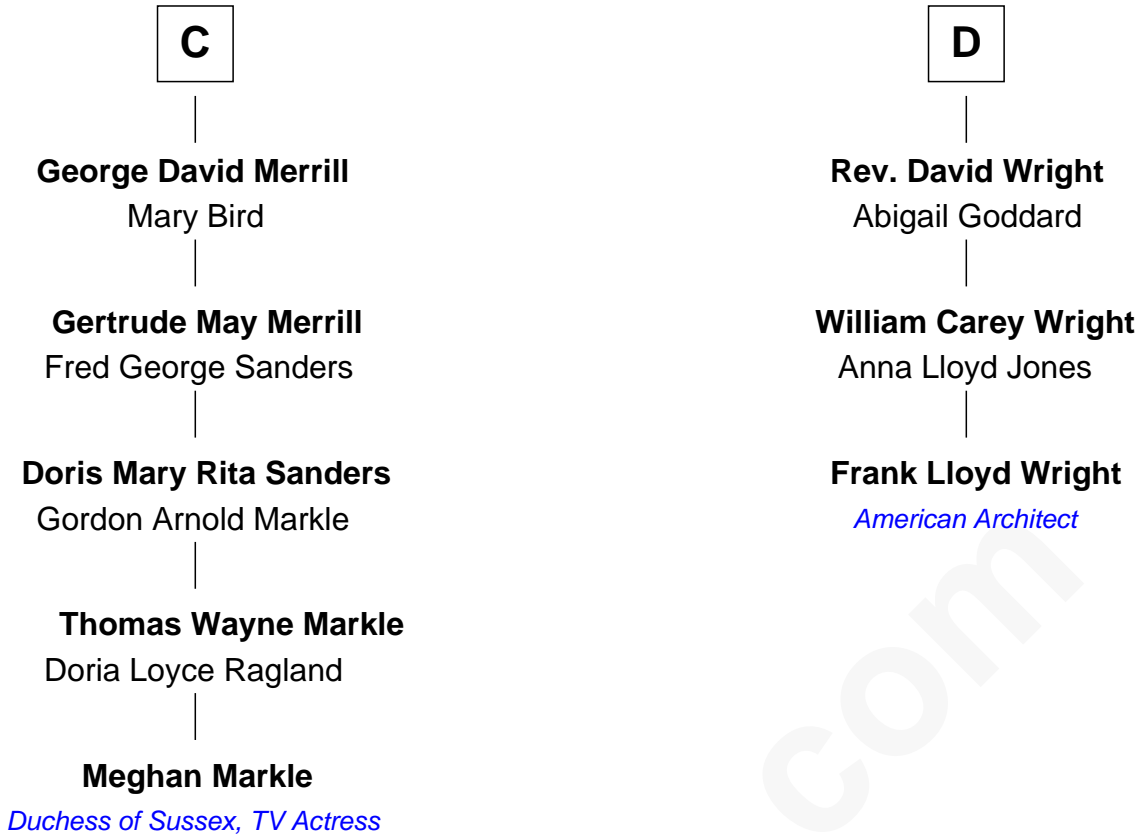 C
George David Merrill
Mary Bird
Gertrude May Merrill
Fred George Sanders
Doris Mary Rita Sanders
Gordon Arnold Markle
Thomas Wayne Markle
Doria Loyce Ragland
Meghan Markle
Duchess of Sussex, TV Actress
D
Rev. David Wright
Abigail Goddard
William Carey Wright
Anna Lloyd Jones
Frank Lloyd Wright
American Architect
com